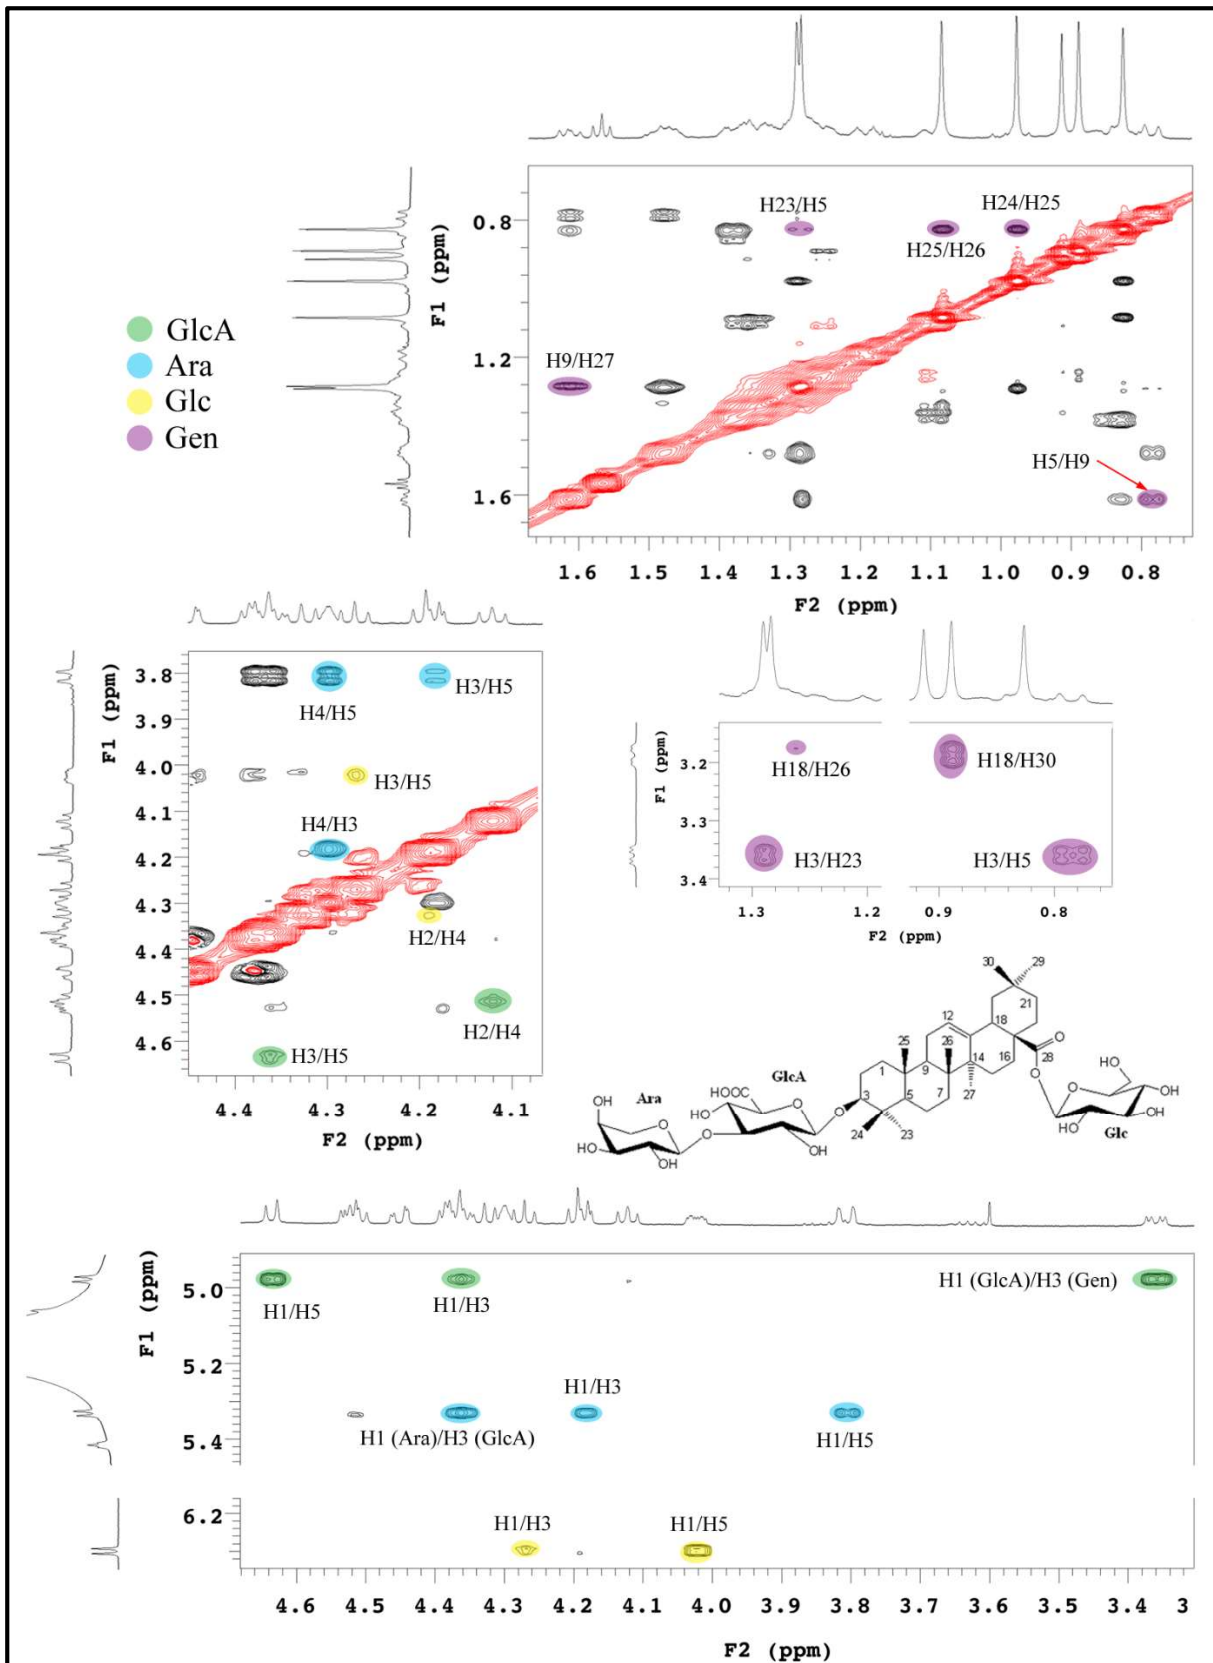 H23/H5
H24/H25
0.8
H25/H26
F1 (ppm)
GlcA
Ara
Glc
Gen
1.2
H9/H27
H5/H9
1.6
1.6 1.5 1.4 1.3 1.2 1.1 1.0 0.9 0.8
F2 (ppm)
3.8
H4/H5
H3/H5
3.9
F1 (ppm)
4.0
H3/H5
4.1
H4/H3
4.2
4.3
H2/H4
4.4
4.5
H2/H4
4.6
H3/H5
4.4 4.3 4.2 4.1
F2 (ppm)
F1 (ppm)
3.2
H18/H26
H18/H30
3.3
H3/H23
H3/H5
3.4
1.3 1.2 0.9 0.8
F2 (ppm)
30 29
21
12 18
25 26
28 O
1 9 14 16
HO
GlcA
HOOC
3 5 7 27
OH
Ara
HO
O
O
O
HO
OH
O
O
O
HO
Glc
HO
OH
OH
24 23
HO
OH
F1 (ppm)
5.0
H1/H5
H1/H3
H1 (GlcA)/H3 (Gen)
5.2
H1/H3
5.4
H1 (Ara)/H3 (GlcA)
H1/H5
6.2
H1/H3
H1/H5
4.6 4.5 4.4 4.3 4.2 4.1 4.0 3.9 3.8 3.7 3.6 3.5 3.4 3
F2 (ppm)